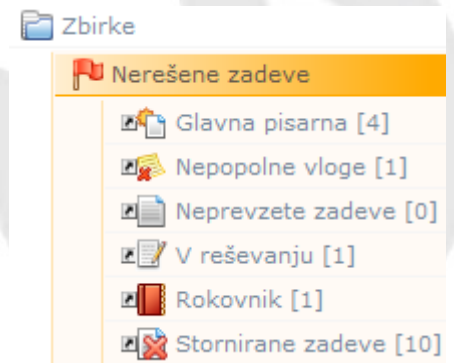 Zbirke
Nerešene zadeve
Glavna pisarna [4]
Nepopolne vloge [1]
Neprevzete zadeve [0]
V reševanju [1]
Rokovnik [1]
Stornirane zadeve [10]